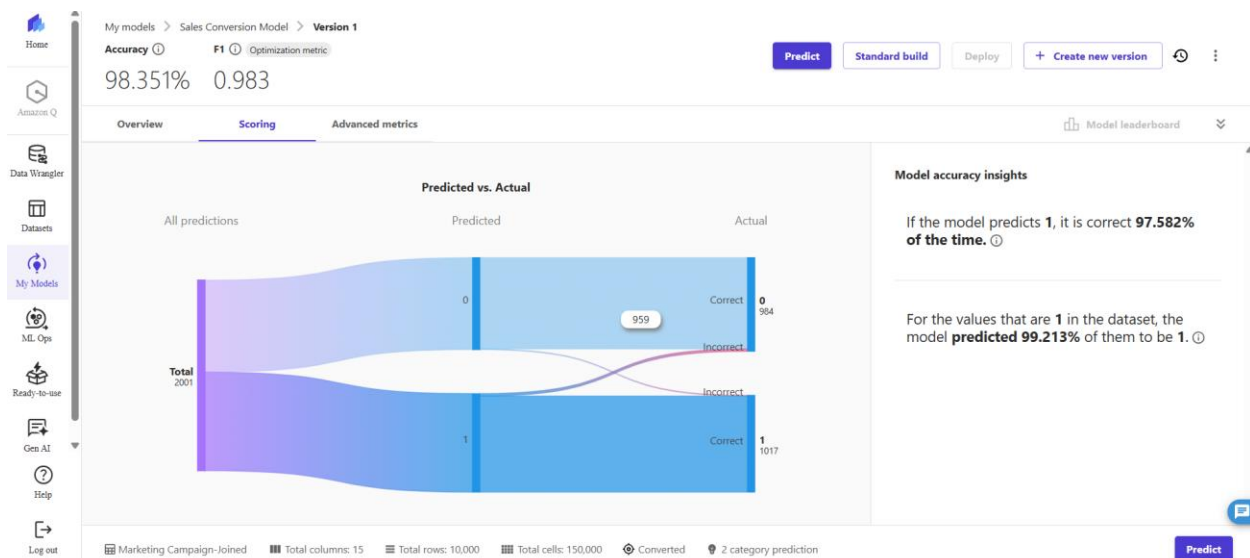 My models > Sales Conversion Model > Version 1
Accuracy F1 Optimization metric
98.351% 0.983
Predict Standard build Deploy + Create new version
Home
Amazon Q
Data Wrangler
Datasets
My Models
ML Ops
Ready-to-use
Gen AI
Help
Log out
Overview Scoring Advanced metrics Model leaderboard
Predicted vs. Actual
All predictions Predicted Actual
Total
2001
0
1
959
Correct
Incorrect
0
984
Incorrect
Correct
1
1017
Model accuracy insights
If the model predicts 1, it is correct 97.582%
of the time.
For the values that are 1 in the dataset, the
model predicted 99.213% of them to be 1.
Marketing Campaign-Joined Total columns: 15 Total rows: 10,000 Total cells: 150,000 Converted 2 category prediction
Predict